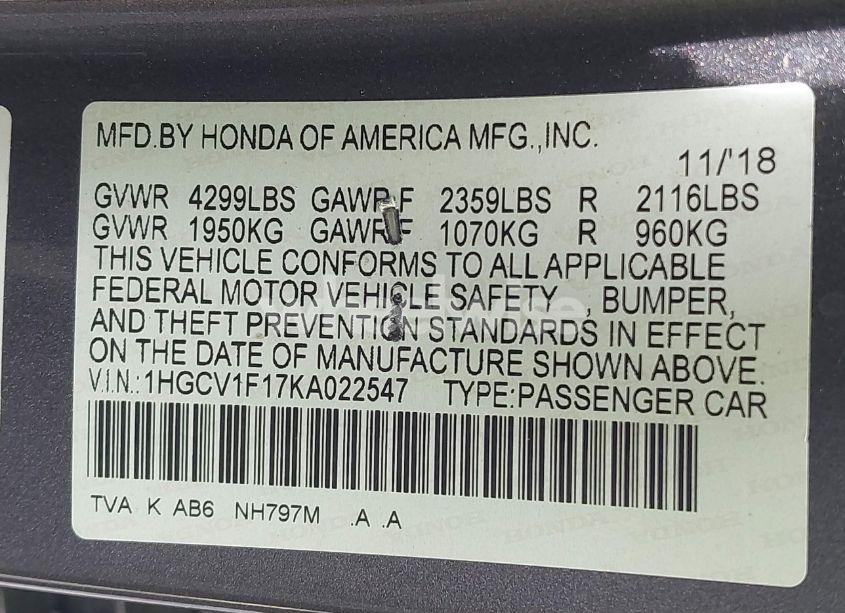 MFD.BY HONDA OF AMERICA MFG.,INC.
11/'18
GVWR 4299LBS GAWR F 2359LBS R 2116LBS
GVWR 1950KG GAWR F 1070KG R 960KG
THIS VEHICLE CONFORMS TO ALL APPLICABLE
FEDERAL MOTOR VEHICLE SAFETY , BUMPER,
AND THEFT PREVENTION STANDARDS IN EFFECT
ON THE DATE OF MANUFACTURE SHOWN ABOVE.
V.I.N.:1HGCV1F17KA022547 TYPE:PASSENGER CAR
TVA K AB6 NH797M .A .A